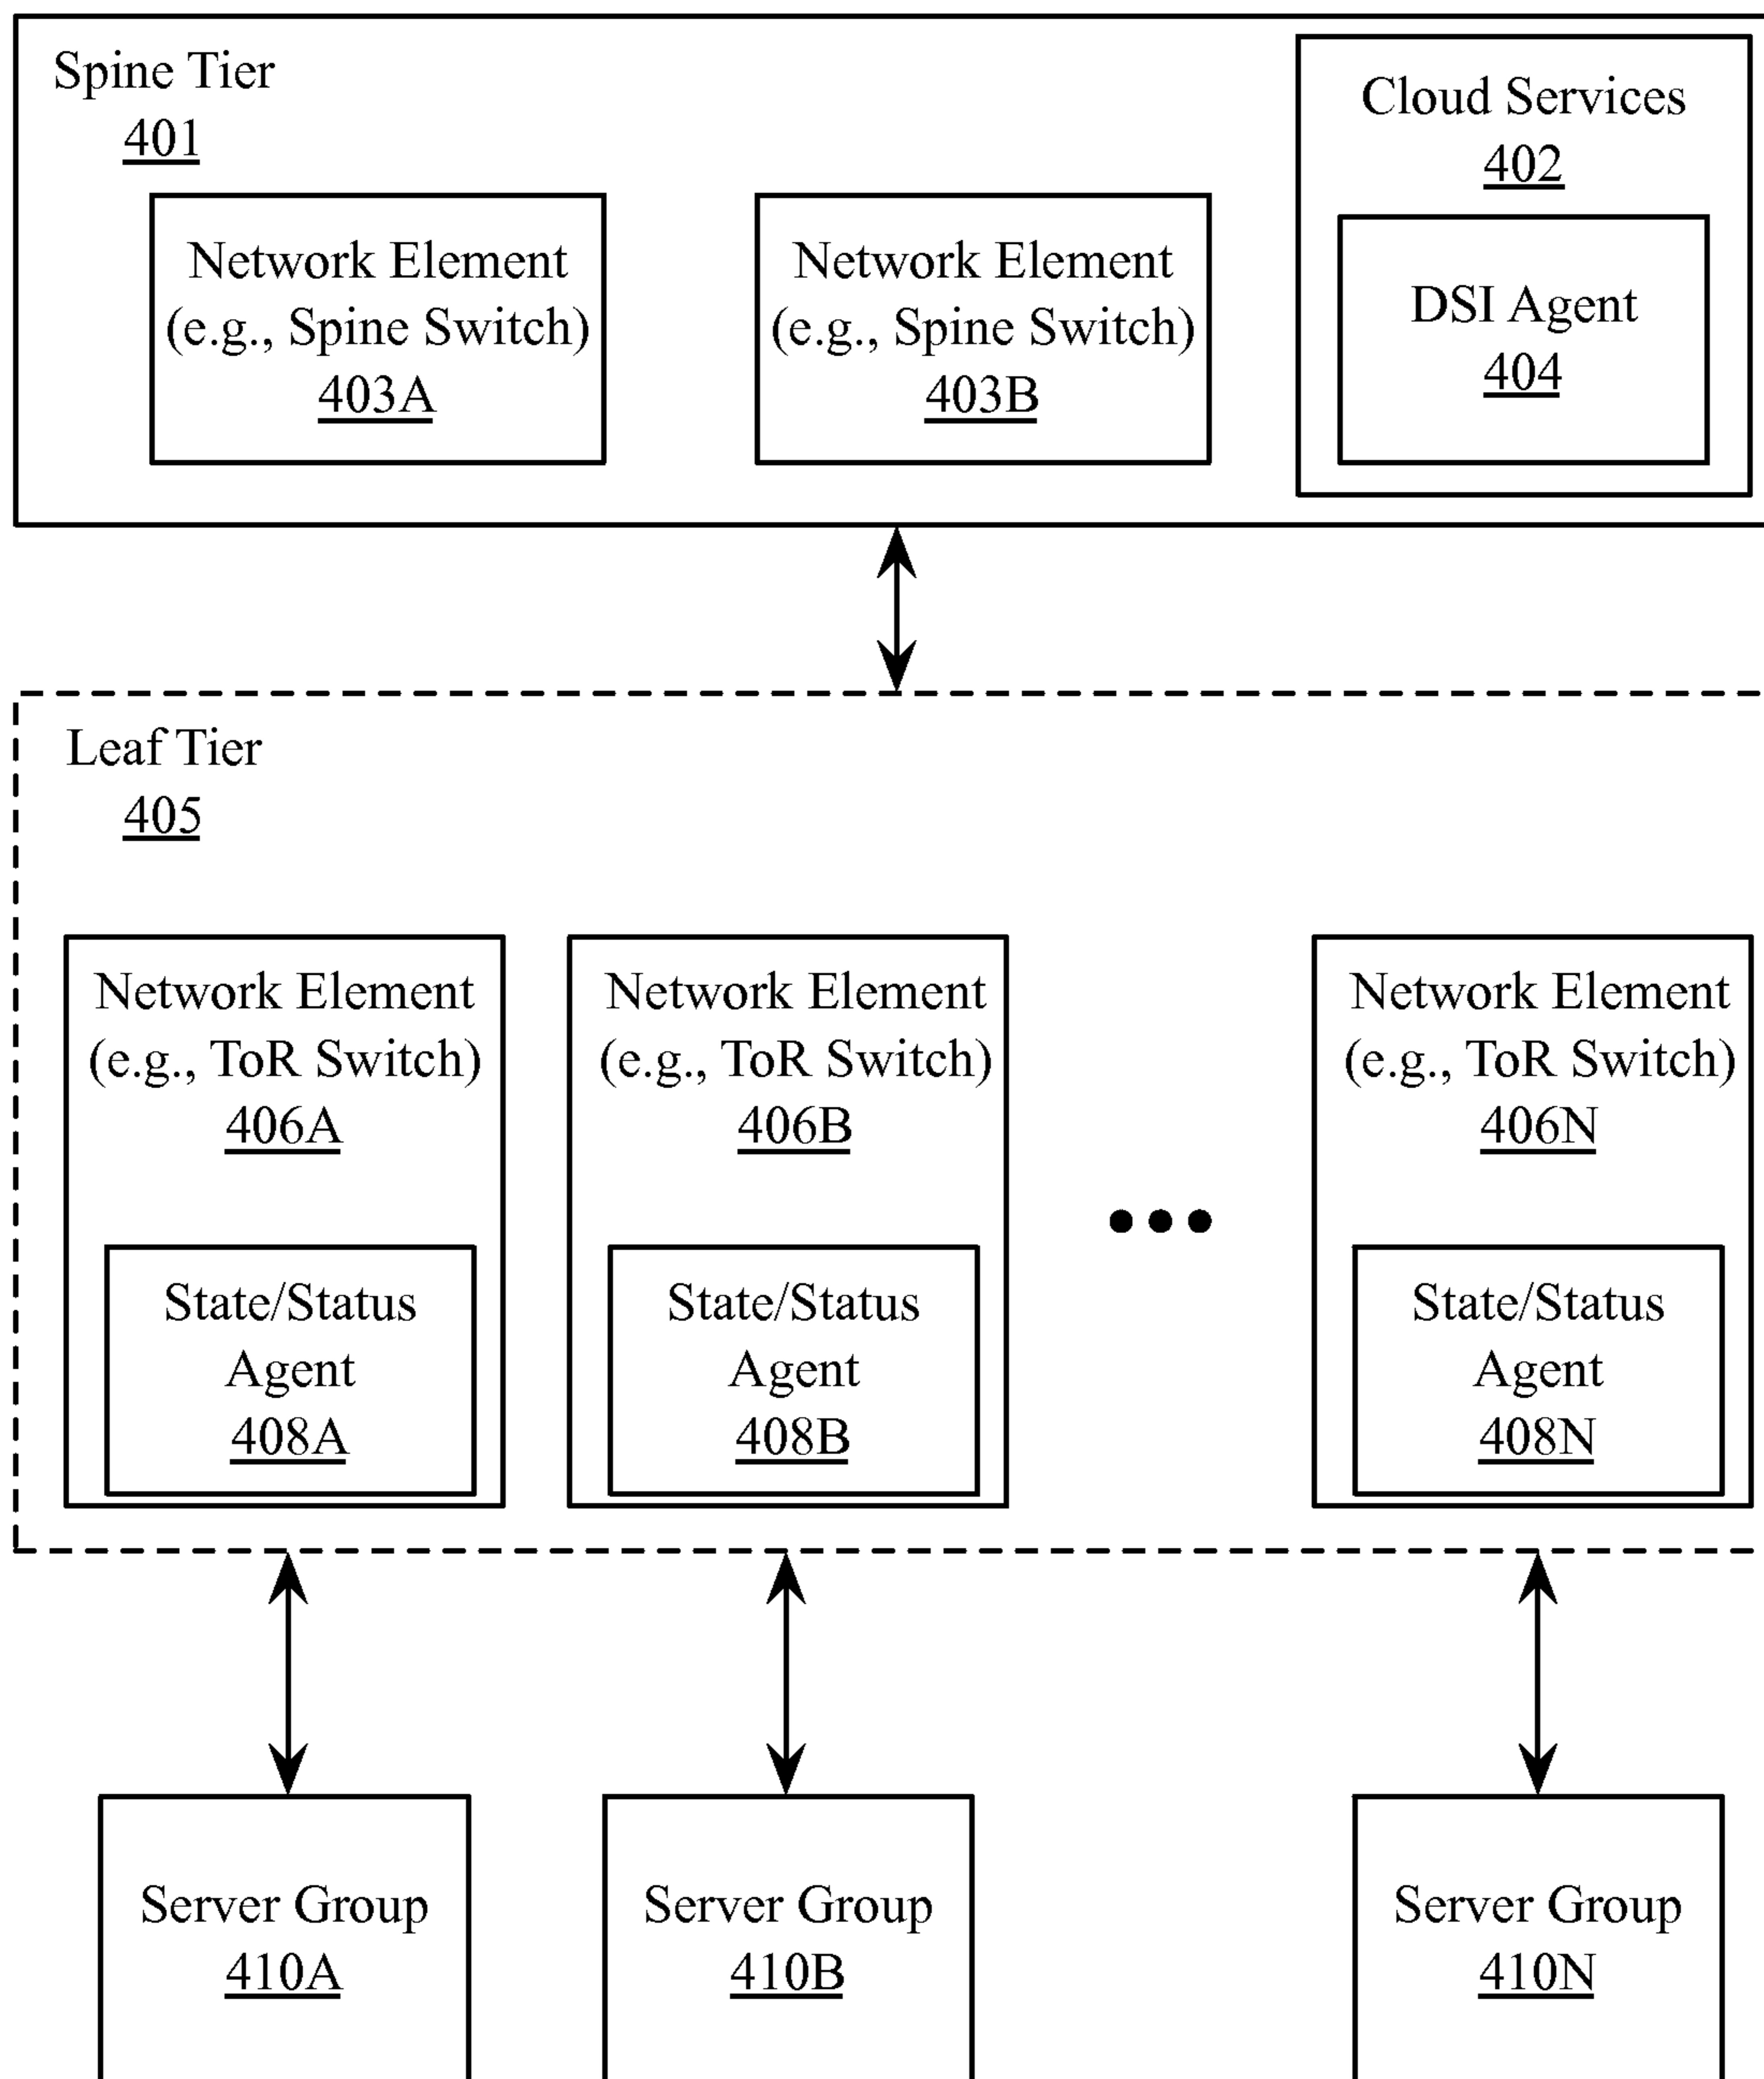 Spine Tier
401
Cloud Services
402
Network Element
(e.g., Spine Switch)
403A
Network Element
(e.g., Spine Switch)
403B
DSI Agent
404
Leaf Tier
405
Network Element
(e.g., ToR Switch)
406A
Network Element
(e.g., ToR Switch)
406B
Network Element
(e.g., ToR Switch)
406N
State/Status
Agent
408A
State/Status
Agent
408B
State/Status
Agent
408N
Server Group
410A
Server Group
410B
Server Group
410N